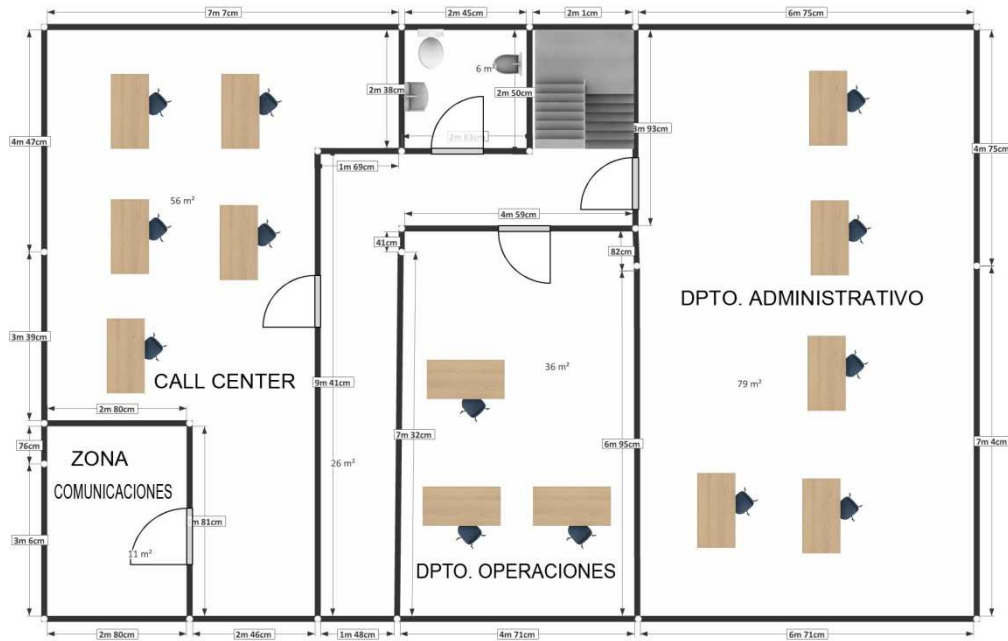 7m 7cm
2m 45cm
2m 1cm
6m 75cm
6 m²
2m 38cm
2m 50cm
3m 93cm
4m 47cm
4m 75cm
1m 69cm
56 m²
4m 59cm
41cm
82cm
DPTO. ADMINISTRATIVO
3m 39cm
36 m²
CALL CENTER
9m 41cm
79 m²
2m 80cm
7m 32cm
6m 95cm
7m 4cm
76cm
ZONA
COMUNICACIONES
26 m²
m 81cm
3m 6cm
11 m²
DPTO. OPERACIONES
2m 80cm
2m 46cm
1m 48cm
4m 71cm
6m 71cm